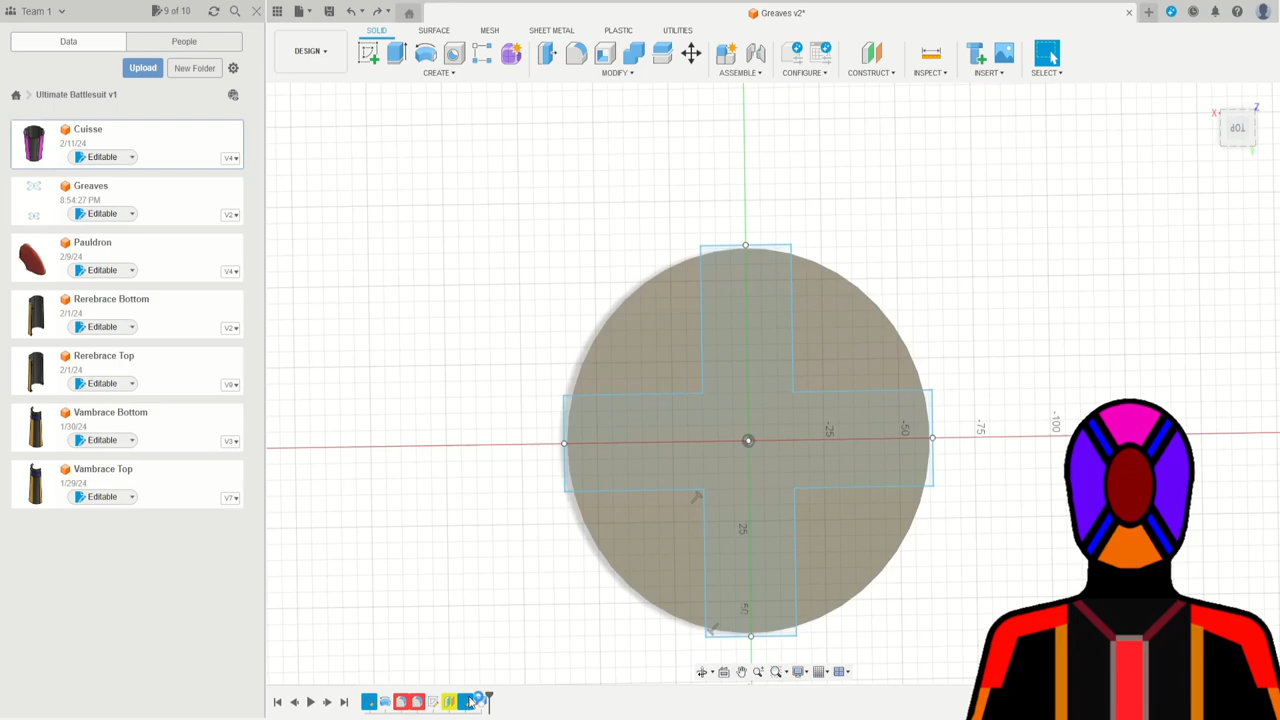 Team 1
9 of 10
Greaves v2*
Data
People
Upload
New Folder
Ultimate Battlesuit v1
Cuisse
2/11/24
Editable
V4
Greaves
8:54:27 PM
Editable
V2
Pauldron
2/9/24
Editable
V4
Rerebrace Bottom
2/1/24
Editable
V2
Rerebrace Top
2/1/24
Editable
V9
Vambrace Bottom
1/30/24
Editable
V3
Vambrace Top
1/29/24
Editable
V7
DESIGN
SOLID
SURFACE
MESH
SHEET METAL
PLASTIC
UTILITIES
CREATE
MODIFY
ASSEMBLE
CONFIGURE
CONSTRUCT
INSPECT
INSERT
SELECT
X
Z
TOP
-25
-50
-75
-100
25
50